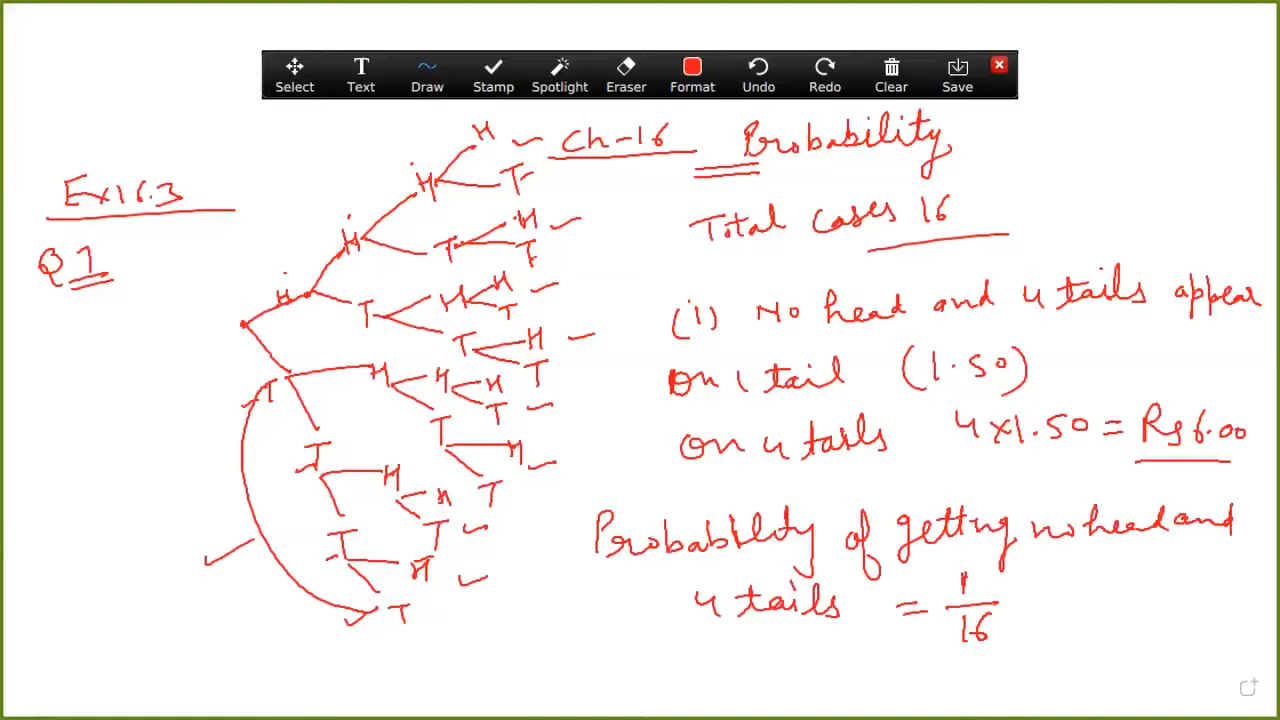 Select Text Draw Stamp Spotlight Eraser Format Undo Redo Clear Save
Ch-16 Probability
Ex 16.3
Q 7
Total Cases 16
(i) No head and 4 tails appear
On 1 tail (1.50)
On 4 tails 4x1.50 = Rs 6.00
Probability of getting no head and
4 tails = 1/16
H
H T
H
H T
T F
H
H H
T T
T H
T
H H H
T T
T
T H
T
T H
H
T T
H
T